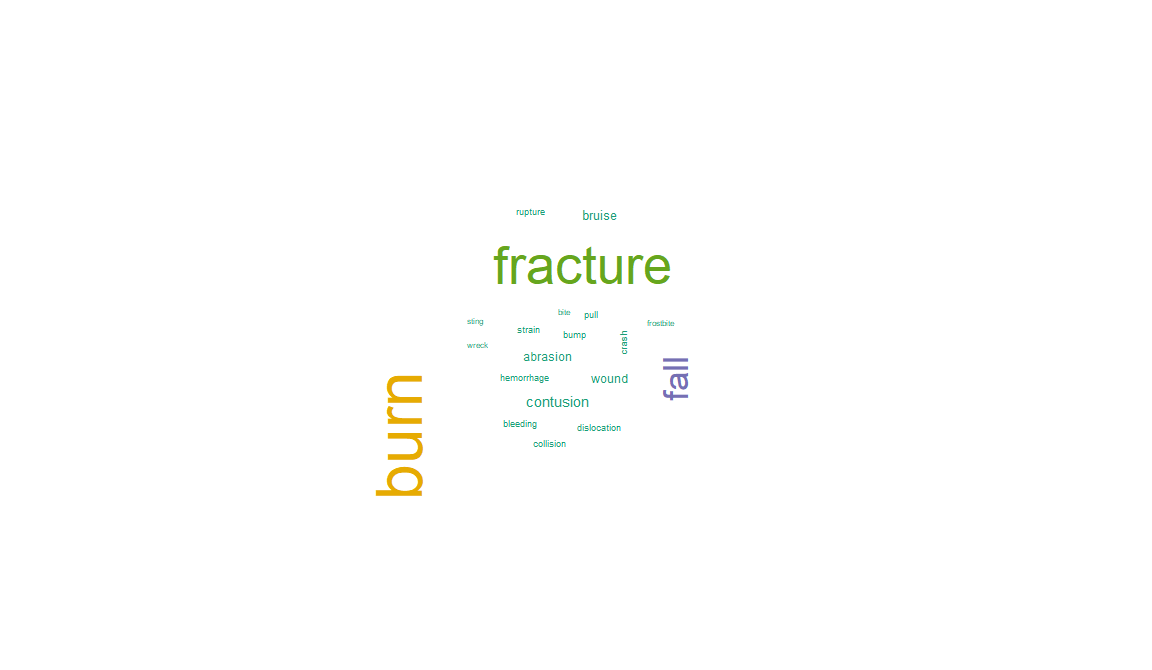 rupture
bruise
fracture
bite
pull
sting
frostbite
strain
bump
crash
wreck
abrasion
fall
hemorrhage
wound
contusion
burn
bleeding
dislocation
collision